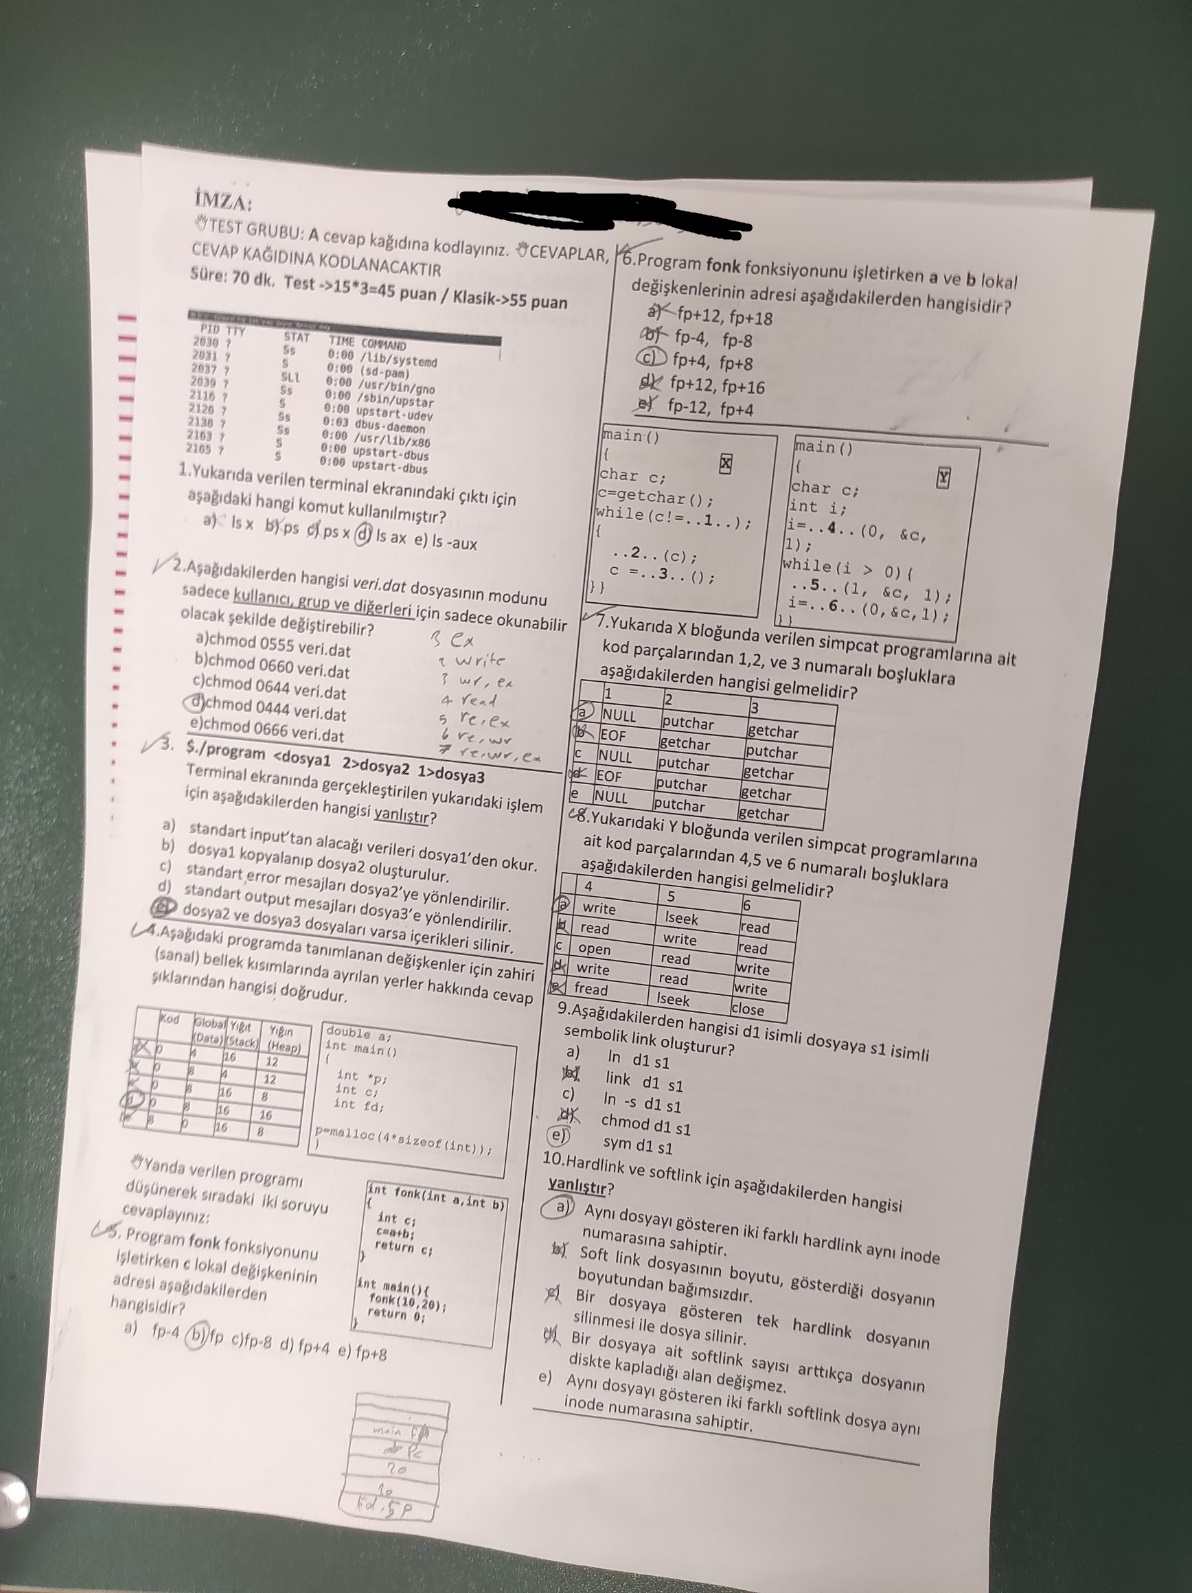 İMZA:
TEST GRUBU: A cevap kağıdına kodlayınız. CEVAPLAR,
CEVAP KAĞIDINA KODLANACAKTIR
Süre: 70 dk. Test ->15*3=45 puan / Klasik->55 puan
PID TTY STAT TIME COMMAND
2030 ? Ss 0:00 /lib/systemd
2031 ? S 0:00 (sd-pam)
2037 ? SLl 0:00 /usr/bin/gno
2039 ? Ss 0:00 /sbin/upstar
2116 ? S 0:00 upstart-udev
2126 ? Ss 0:03 dbus-daemon
2138 ? Ss 0:00 /usr/lib/x86
2163 ? S 0:00 upstart-dbus
2165 ? S 0:00 upstart-dbus
1.Yukarıda verilen terminal ekranındaki çıktı için
aşağıdaki hangi komut kullanılmıştır?
a) ls x b) ps c) ps x d) ls ax e) ls -aux
2.Aşağıdakilerden hangisi veri.dat dosyasının modunu
sadece kullanıcı, grup ve diğerleri için sadece okunabilir
olacak şekilde değiştirebilir?
a)chmod 0555 veri.dat
b)chmod 0660 veri.dat
c)chmod 0644 veri.dat
d)chmod 0444 veri.dat
e)chmod 0666 veri.dat
ex
write
3 wr, ex
4 read
5 re, ex
6 re, wr
7 re, wr, ex
3. $./program <dosya1 2>dosya2 1>dosya3
Terminal ekranında gerçekleştirilen yukarıdaki işlem
için aşağıdakilerden hangisi yanlıştır?
a) standart input'tan alacağı verileri dosya1'den okur.
b) dosya1 kopyalanıp dosya2 oluşturulur.
c) standart error mesajları dosya2'ye yönlendirilir.
d) standart output mesajları dosya3'e yönlendirilir.
e) dosya2 ve dosya3 dosyaları varsa içerikleri silinir.
4.Aşağıdaki programda tanımlanan değişkenler için zahiri
(sanal) bellek kısımlarında ayrılan yerler hakkında cevap
şıklarından hangisi doğrudur.
Kod Global (Data) Yığıt (Stack) Yığın (Heap)
a 0 4 16 12
b 0 8 4 12
c 0 8 16 8
d 0 8 16 16
e 8 0 16 8
double a;
int main()
{
int *p;
int c;
int fd;
p=malloc(4*sizeof(int));
}
Yanda verilen programı
düşünerek sıradaki iki soruyu
cevaplayınız:
5. Program fonk fonksiyonunu
işletirken c lokal değişkeninin
adresi aşağıdakilerden
hangisidir?
a) fp-4 b) fp c)fp-8 d) fp+4 e) fp+8
int fonk(int a,int b)
{
int c;
c=a+b;
return c;
}
int main(){
fonk(10,20);
return 0;
}
main fp
pc
20
10
6.Program fonk fonksiyonunu işletirken a ve b lokal
değişkenlerinin adresi aşağıdakilerden hangisidir?
a) fp+12, fp+18
b) fp-4, fp-8
c) fp+4, fp+8
d) fp+12, fp+16
e) fp-12, fp+4
main()
{
X
char c;
c=getchar();
while(c!=..1..);
{
..2..(c);
c =..3..();
}}
main()
{
Y
char c;
int i;
i=..4..(0, &c,
1);
while(i > 0){
..5..(1, &c, 1);
i=..6..(0,&c,1);
}}
7.Yukarıda X bloğunda verilen simpcat programlarına ait
kod parçalarından 1,2, ve 3 numaralı boşluklara
aşağıdakilerden hangisi gelmelidir?
1 2 3
a NULL putchar getchar
b EOF getchar putchar
c NULL putchar getchar
d EOF putchar getchar
e NULL putchar getchar
8.Yukarıdaki Y bloğunda verilen simpcat programlarına
ait kod parçalarından 4,5 ve 6 numaralı boşluklara
aşağıdakilerden hangisi gelmelidir?
4 5 6
a write lseek read
b read write read
c open read write
d write read write
e fread lseek close
9.Aşağıdakilerden hangisi d1 isimli dosyaya s1 isimli
sembolik link oluşturur?
a) ln d1 s1
b) link d1 s1
c) ln -s d1 s1
d) chmod d1 s1
e) sym d1 s1
10.Hardlink ve softlink için aşağıdakilerden hangisi
yanlıştır?
a) Aynı dosyayı gösteren iki farklı hardlink aynı inode
numarasına sahiptir.
b) Soft link dosyasının boyutu, gösterdiği dosyanın
boyutundan bağımsızdır.
c) Bir dosyaya gösteren tek hardlink dosyanın
silinmesi ile dosya silinir.
d) Bir dosyaya ait softlink sayısı arttıkça dosyanın
diskte kapladığı alan değişmez.
e) Aynı dosyayı gösteren iki farklı softlink dosya aynı
inode numarasına sahiptir.